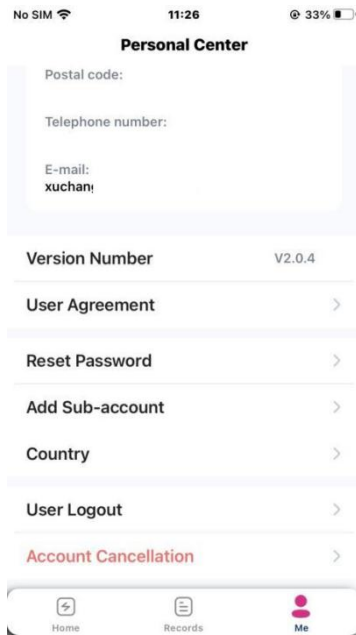 No SIM 11:26 33%
Personal Center
Postal code:
Telephone number:
E-mail:
xuchang
Version Number V2.0.4
User Agreement
Reset Password
Add Sub-account
Country
User Logout
Account Cancellation
Home Records Me